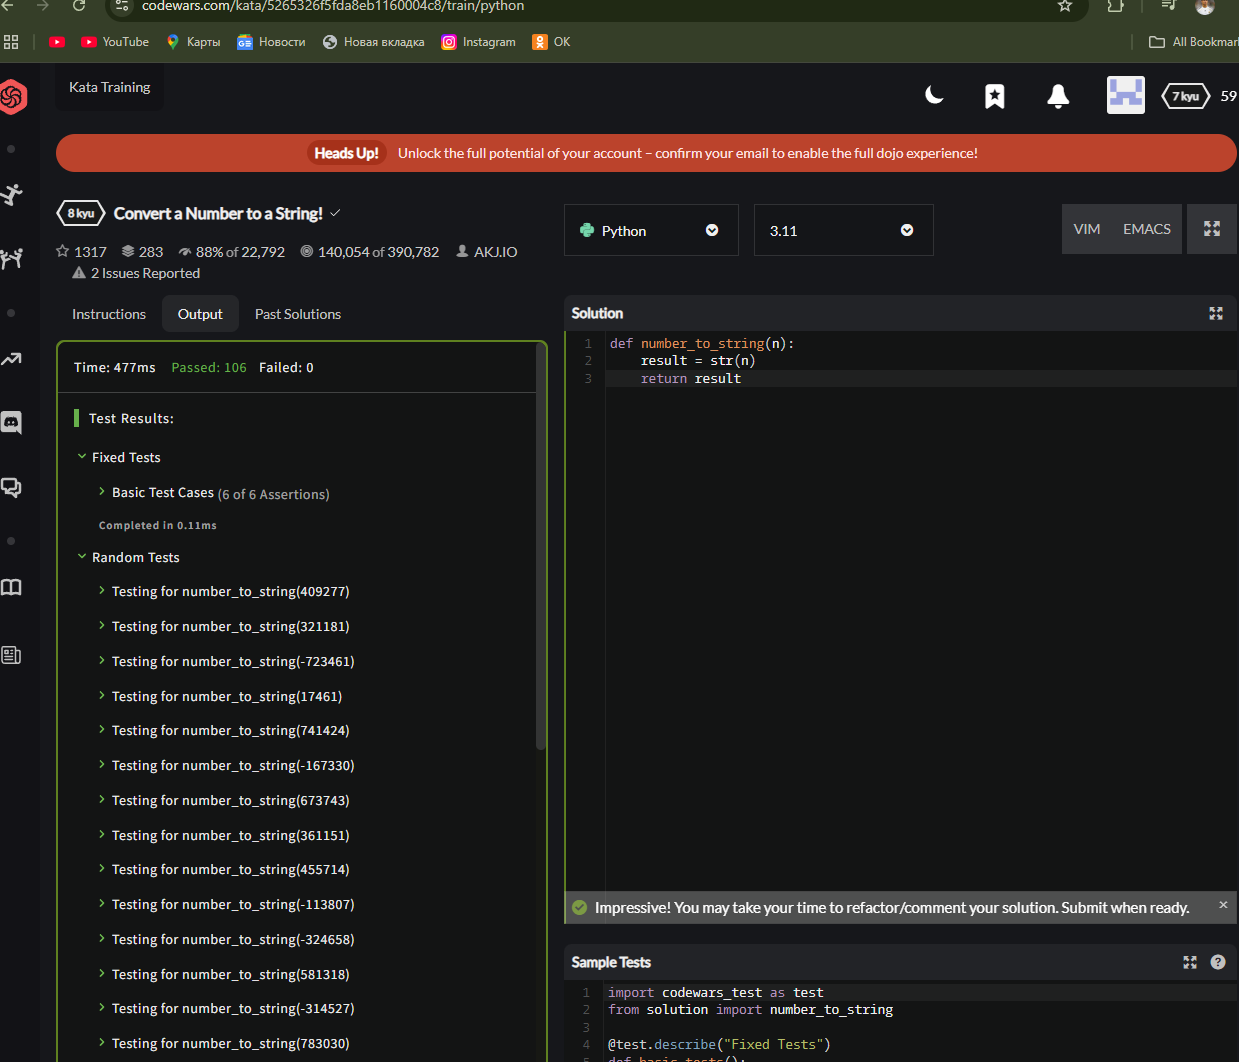 codewars.com/kata/5265326f5fda8eb1160004c8/train/python
YouTube Карты Новости Новая вкладка Instagram OK All Bookmar
Kata Training
7 kyu 59
Heads Up! Unlock the full potential of your account – confirm your email to enable the full dojo experience!
8 kyu Convert a Number to a String!
1317 283 88% of 22,792 140,054 of 390,782 AKJ.IO
2 Issues Reported
Python 3.11 VIM EMACS
Instructions Output Past Solutions
Time: 477ms Passed: 106 Failed: 0
Test Results:
Fixed Tests
Basic Test Cases (6 of 6 Assertions)
Completed in 0.11ms
Random Tests
Testing for number_to_string(409277)
Testing for number_to_string(321181)
Testing for number_to_string(-723461)
Testing for number_to_string(17461)
Testing for number_to_string(741424)
Testing for number_to_string(-167330)
Testing for number_to_string(673743)
Testing for number_to_string(361151)
Testing for number_to_string(455714)
Testing for number_to_string(-113807)
Testing for number_to_string(-324658)
Testing for number_to_string(581318)
Testing for number_to_string(-314527)
Testing for number_to_string(783030)
Solution
1 def number_to_string(n):
2 result = str(n)
3 return result
Impressive! You may take your time to refactor/comment your solution. Submit when ready.
Sample Tests
1 import codewars_test as test
2 from solution import number_to_string
3
4 @test.describe("Fixed Tests")
5 def basic_tests():